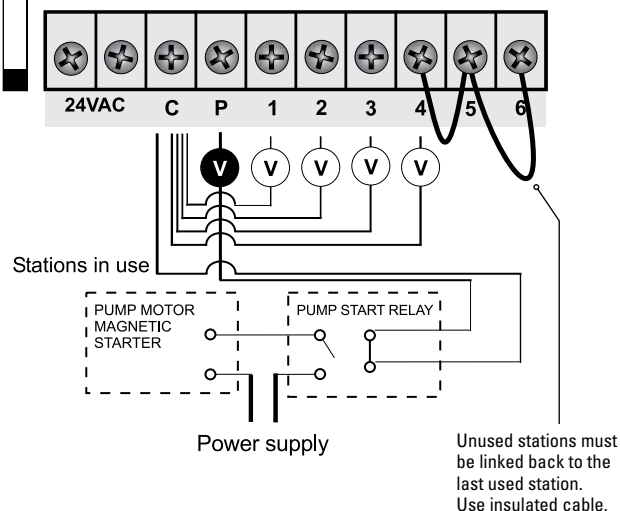 24VAC C P 1 2 3 4 5 6
V V V V V
Stations in use
PUMP MOTOR
MAGNETIC
STARTER
PUMP START RELAY
Power supply
Unused stations must
be linked back to the
last used station.
Use insulated cable.